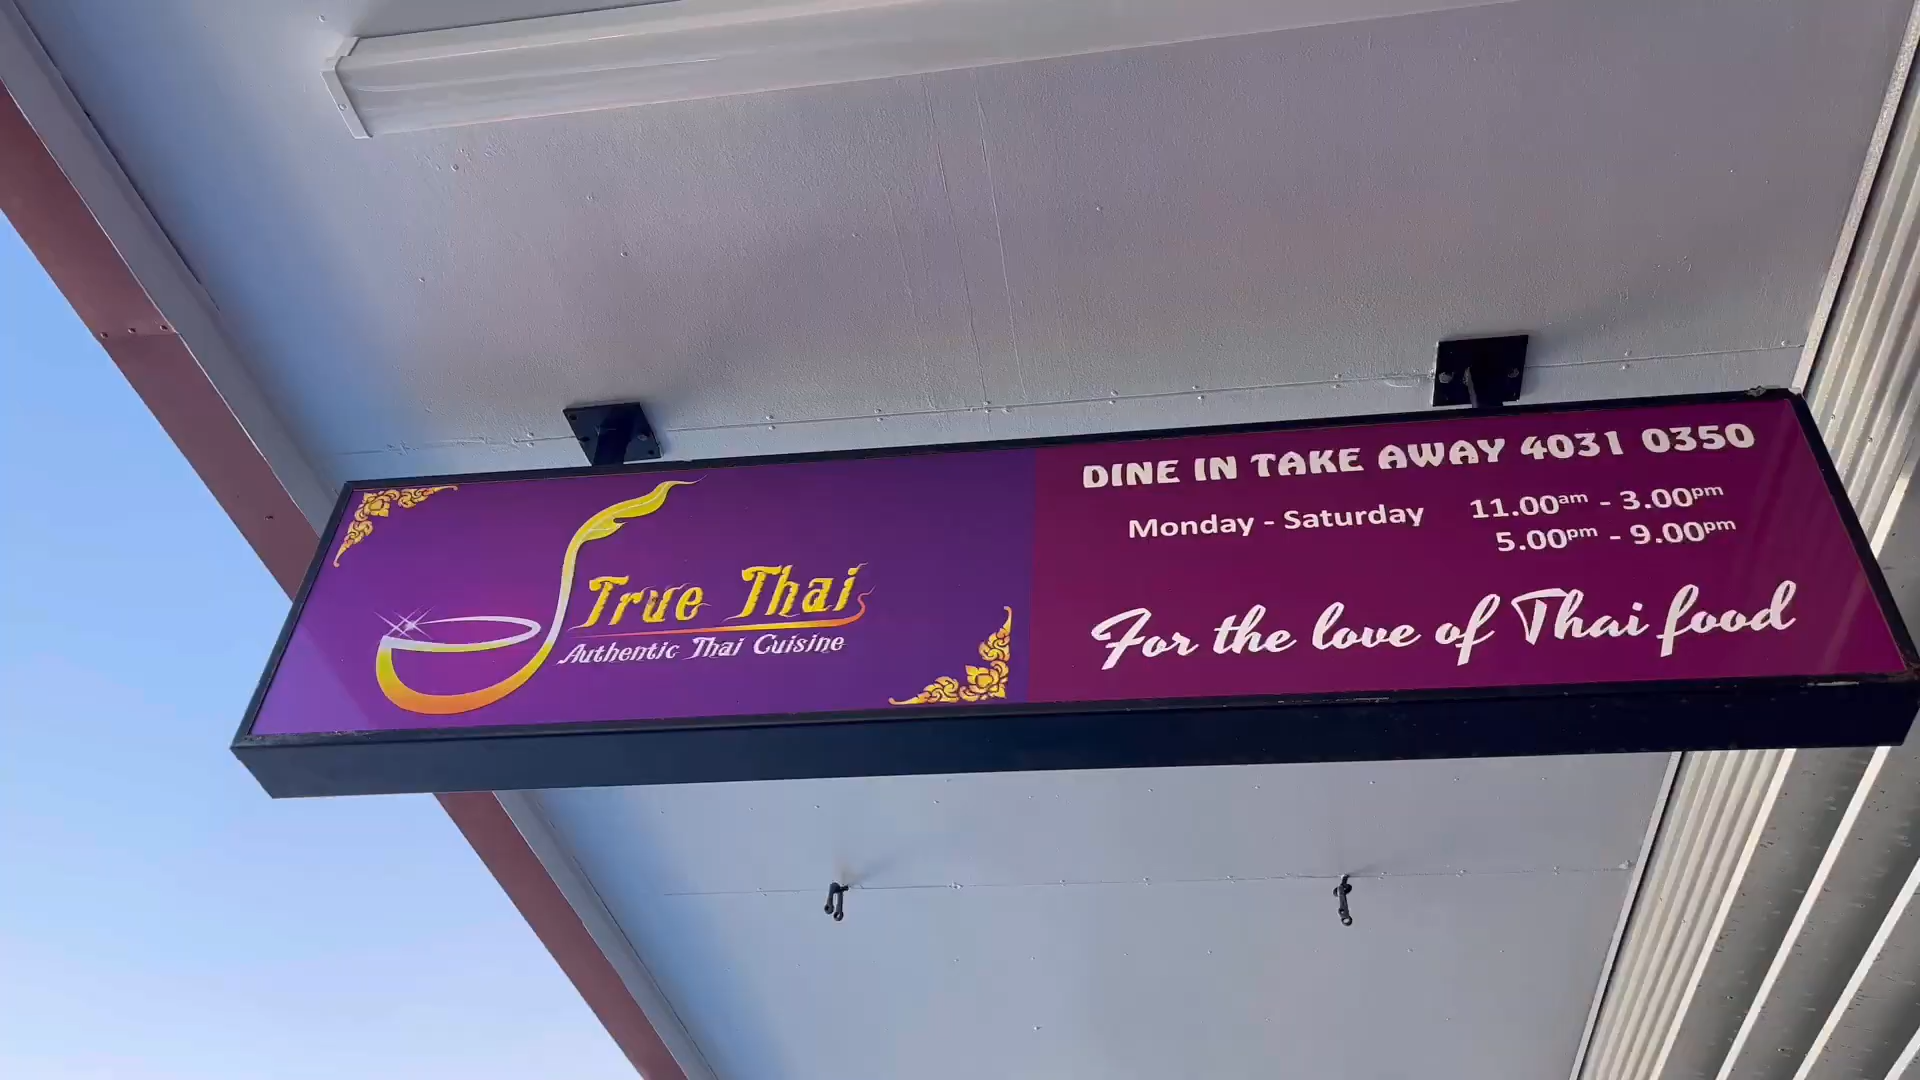 True Thai
Authentic Thai Cuisine
DINE IN TAKE AWAY 4031 0350
Monday - Saturday 11.00am - 3.00pm
5.00pm - 9.00pm
For the love of Thai food